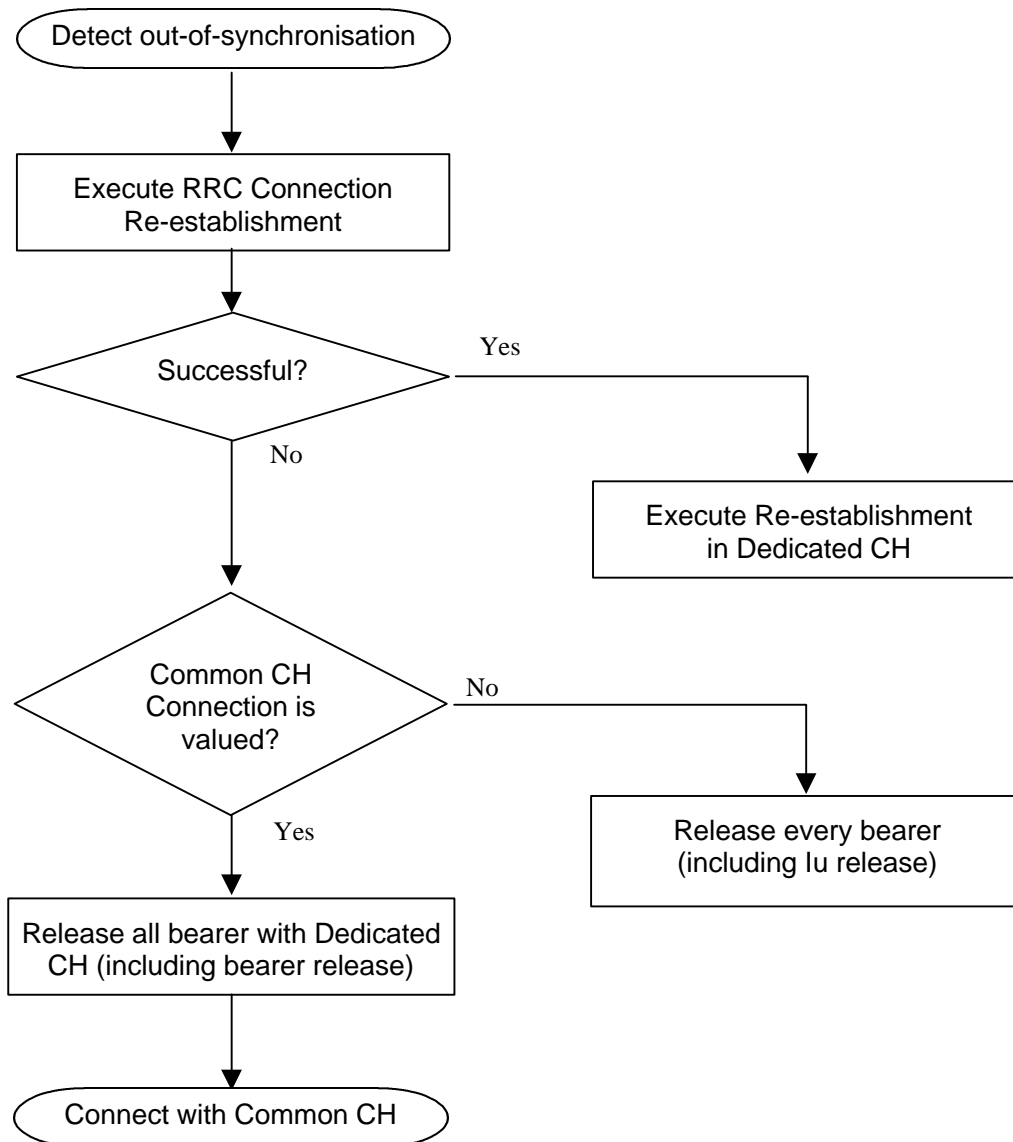 Detect out-of-synchronisation
Execute RRC Connection
Re-establishment
Successful?
Yes
No
Execute Re-establishment
in Dedicated CH
Common CH
Connection is
valued?
No
Yes
Release every bearer
(including Iu release)
Release all bearer with Dedicated
CH (including bearer release)
Connect with Common CH